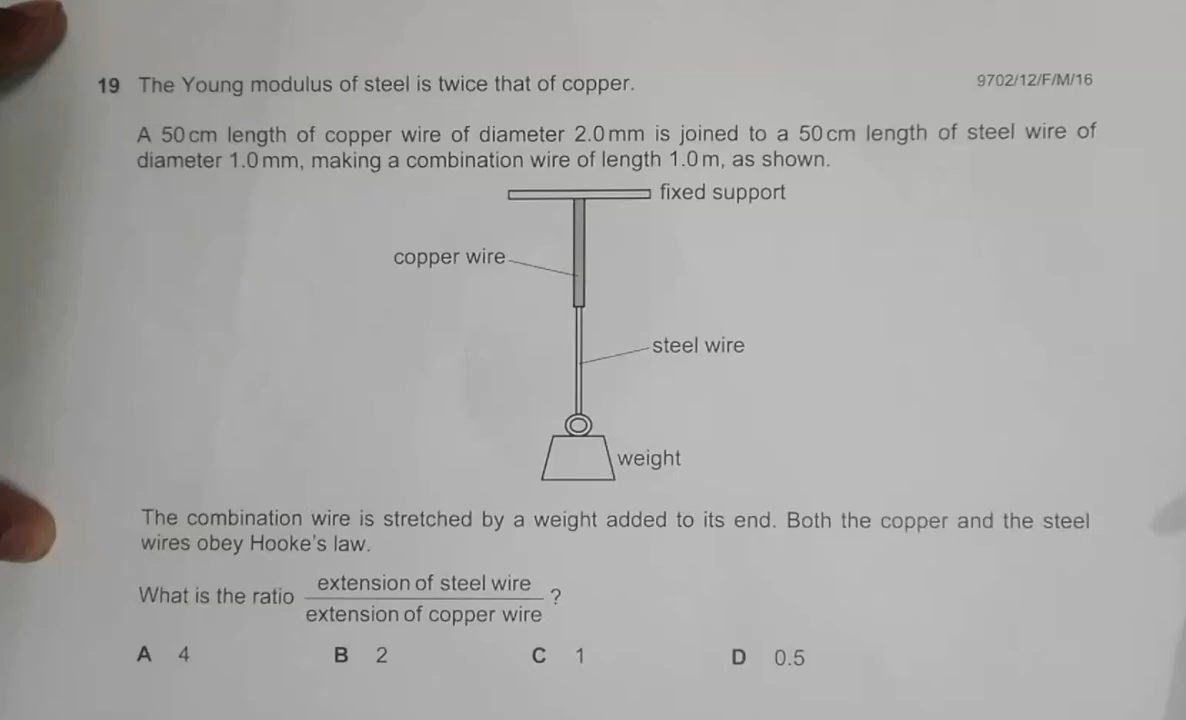 19 The Young modulus of steel is twice that of copper.
9702/12/F/M/16
A 50 cm length of copper wire of diameter 2.0 mm is joined to a 50 cm length of steel wire of
diameter 1.0 mm, making a combination wire of length 1.0 m, as shown.
fixed support
copper wire
steel wire
weight
The combination wire is stretched by a weight added to its end. Both the copper and the steel
wires obey Hooke's law.
What is the ratio extension of steel wire / extension of copper wire ?
A 4 B 2 C 1 D 0.5